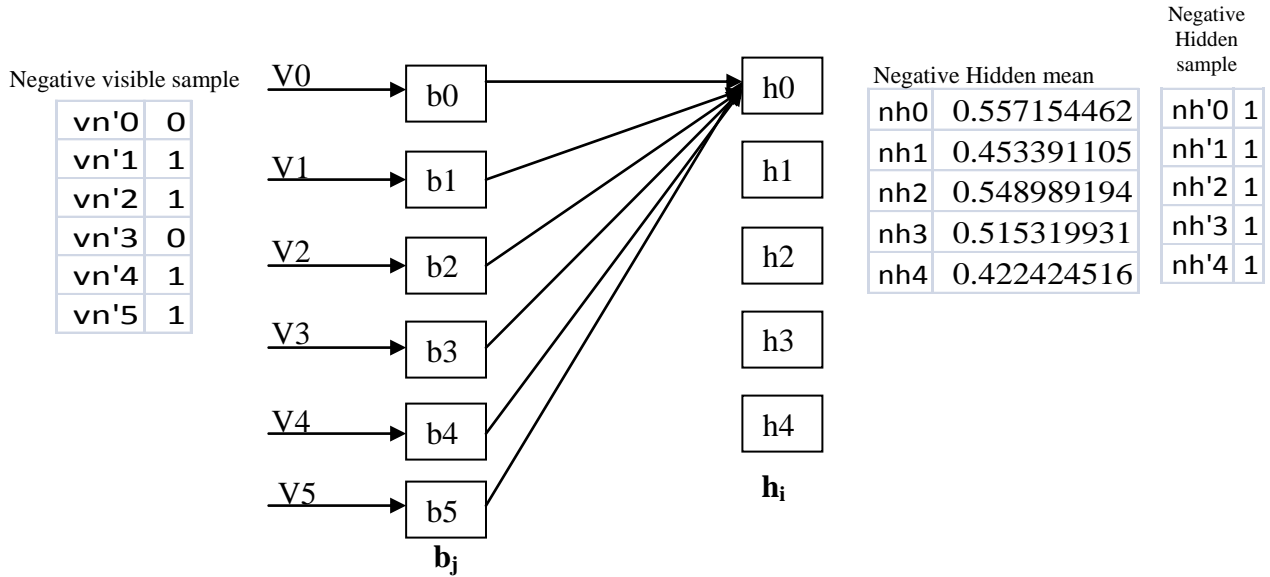 Negative visible sample
vn'0 0
vn'1 1
vn'2 1
vn'3 0
vn'4 1
vn'5 1
V0
V1
V2
V3
V4
V5
b0
b1
b2
b3
b4
b5
bj
h0
h1
h2
h3
h4
hi
Negative Hidden mean
nh0 0.557154462
nh1 0.453391105
nh2 0.548989194
nh3 0.515319931
nh4 0.422424516
Negative
Hidden
sample
nh'0 1
nh'1 1
nh'2 1
nh'3 1
nh'4 1